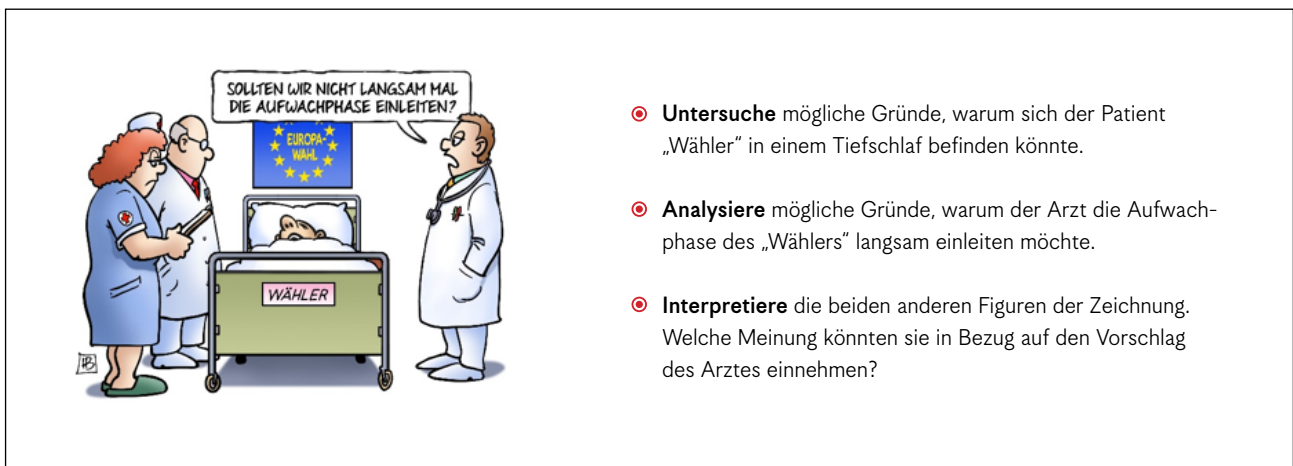 SOLLTEN WIR NICHT LANGSAM MAL
DIE AUFWACHPHASE EINLEITEN?
EUROPA-
WAHL
WÄHLER
Untersuche mögliche Gründe, warum sich der Patient
„Wähler“ in einem Tiefschlaf befinden könnte.
Analysiere mögliche Gründe, warum der Arzt die Aufwach-
phase des „Wählers“ langsam einleiten möchte.
Interpretiere die beiden anderen Figuren der Zeichnung.
Welche Meinung könnten sie in Bezug auf den Vorschlag
des Arztes einnehmen?